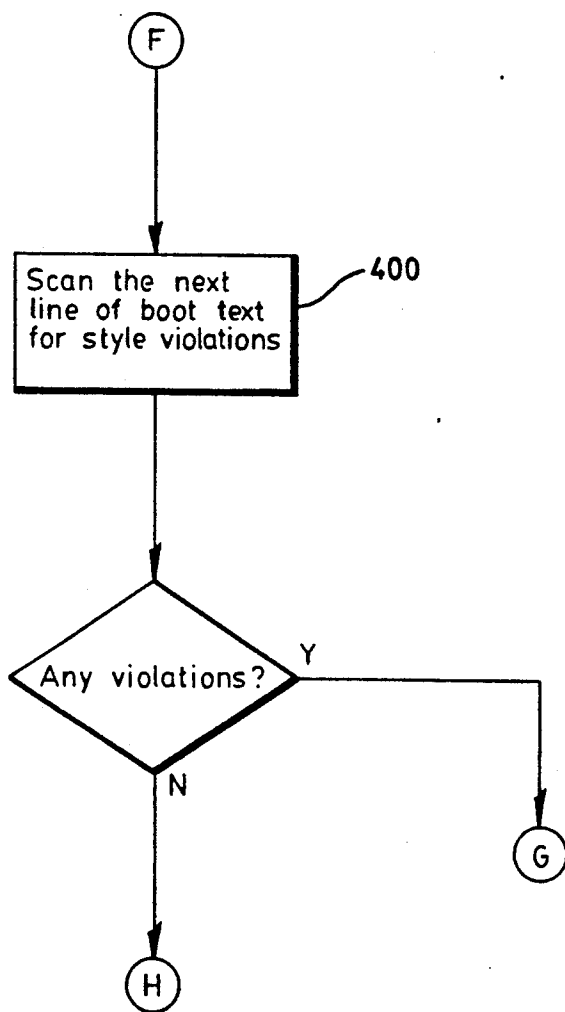 F
Scan the next
line of boot text
for style violations
400
Any violations?
Y
N
G
H